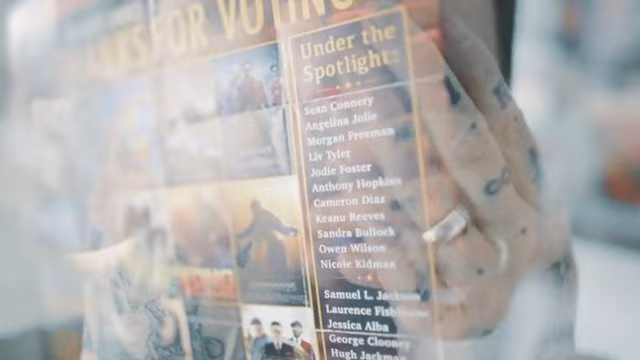 FOR VOTING
Under the
Spotlight:
Sean Connery
Angelina Jolie
Morgan Freeman
Liv Tyler
Jodie Foster
Anthony Hopkins
Cameron Diaz
Keanu Reeves
Sandra Bullock
Owen Wilson
Nicole Kidman
Samuel L. Jackson
Laurence Fishburne
Jessica Alba
George Clooney
Hugh Jackman